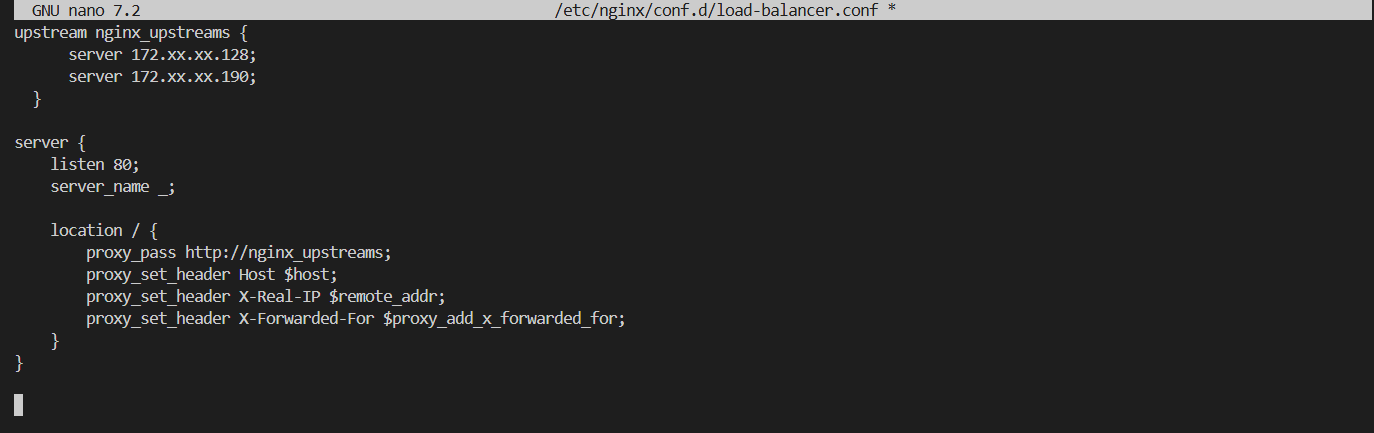 GNU nano 7.2 /etc/nginx/conf.d/load-balancer.conf *
upstream nginx_upstreams {
server 172.xx.xx.128;
server 172.xx.xx.190;
}
server {
listen 80;
server_name _;
location / {
proxy_pass http://nginx_upstreams;
proxy_set_header Host $host;
proxy_set_header X-Real-IP $remote_addr;
proxy_set_header X-Forwarded-For $proxy_add_x_forwarded_for;
}
}